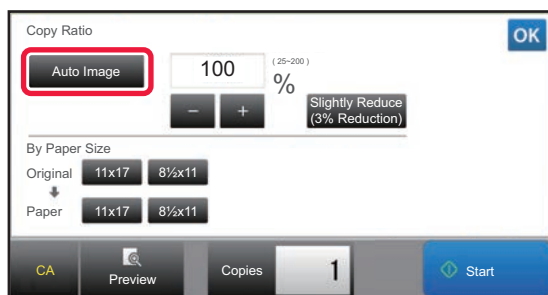 Copy Ratio
OK
Auto Image
100
(25~200)
%
− +
Slightly Reduce
(3% Reduction)
By Paper Size
Original 11x17 8½x11
Paper 11x17 8½x11
CA Preview Copies 1 Start